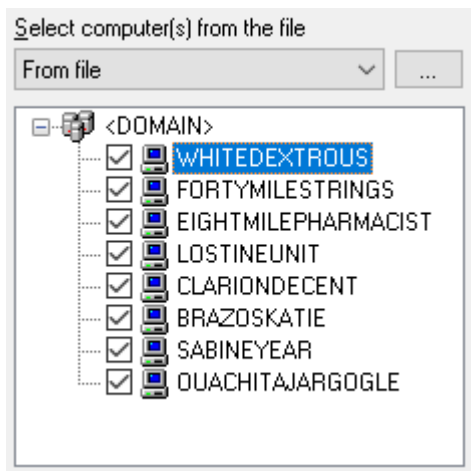 Select computer(s) from the file
From file
...
<DOMAIN>
WHITEDEXTROUS
FORTYMILESTRINGS
EIGHTMILEPHARMACIST
LOSTINEUNIT
CLARIONDECENT
BRAZOSKATIE
SABINEYEAR
OUACHITAJARGOGLE